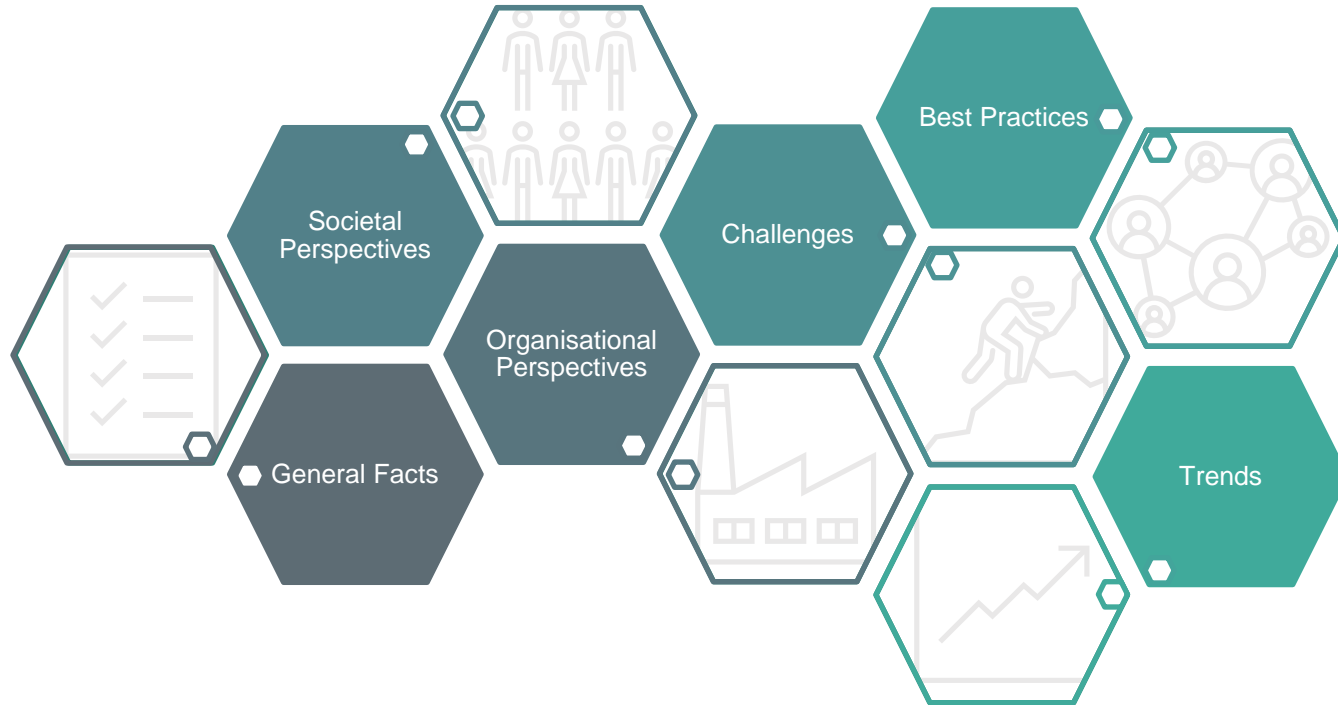 Best Practices
Societal
Perspectives
Challenges
Organisational
Perspectives
General Facts
Trends